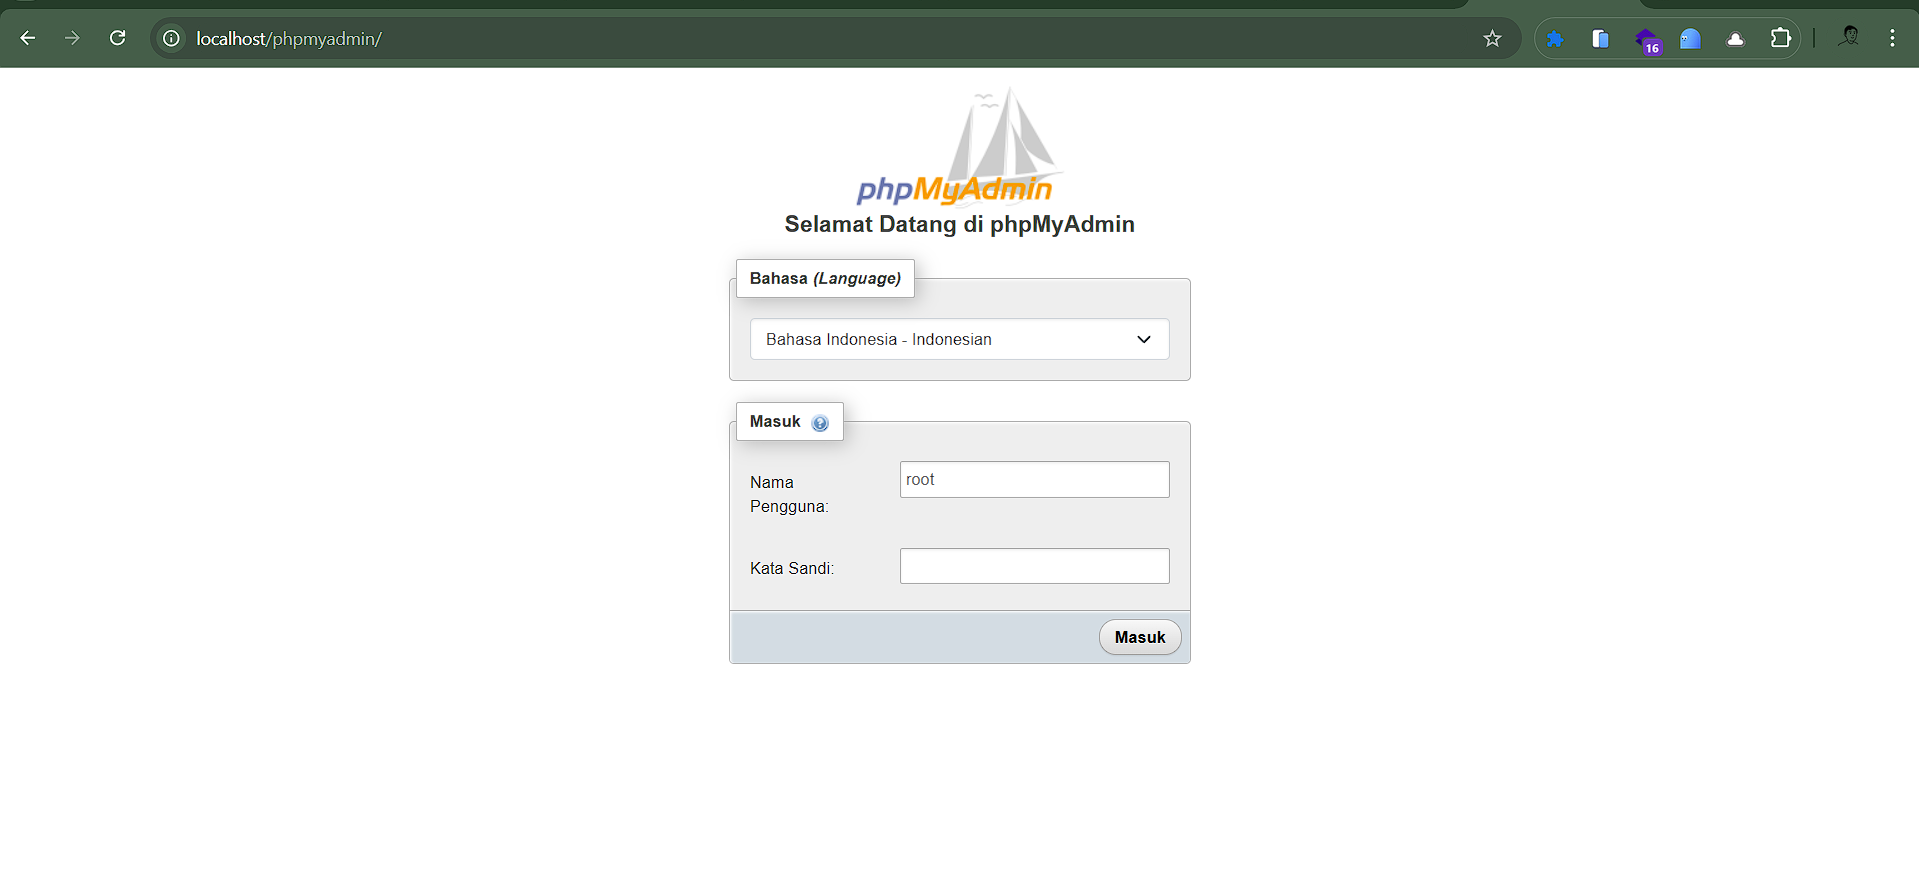 localhost/phpmyadmin/
16
phpMyAdmin
Selamat Datang di phpMyAdmin
Bahasa (Language)
Bahasa Indonesia - Indonesian
Masuk
Nama
Pengguna:
root
Kata Sandi:
Masuk